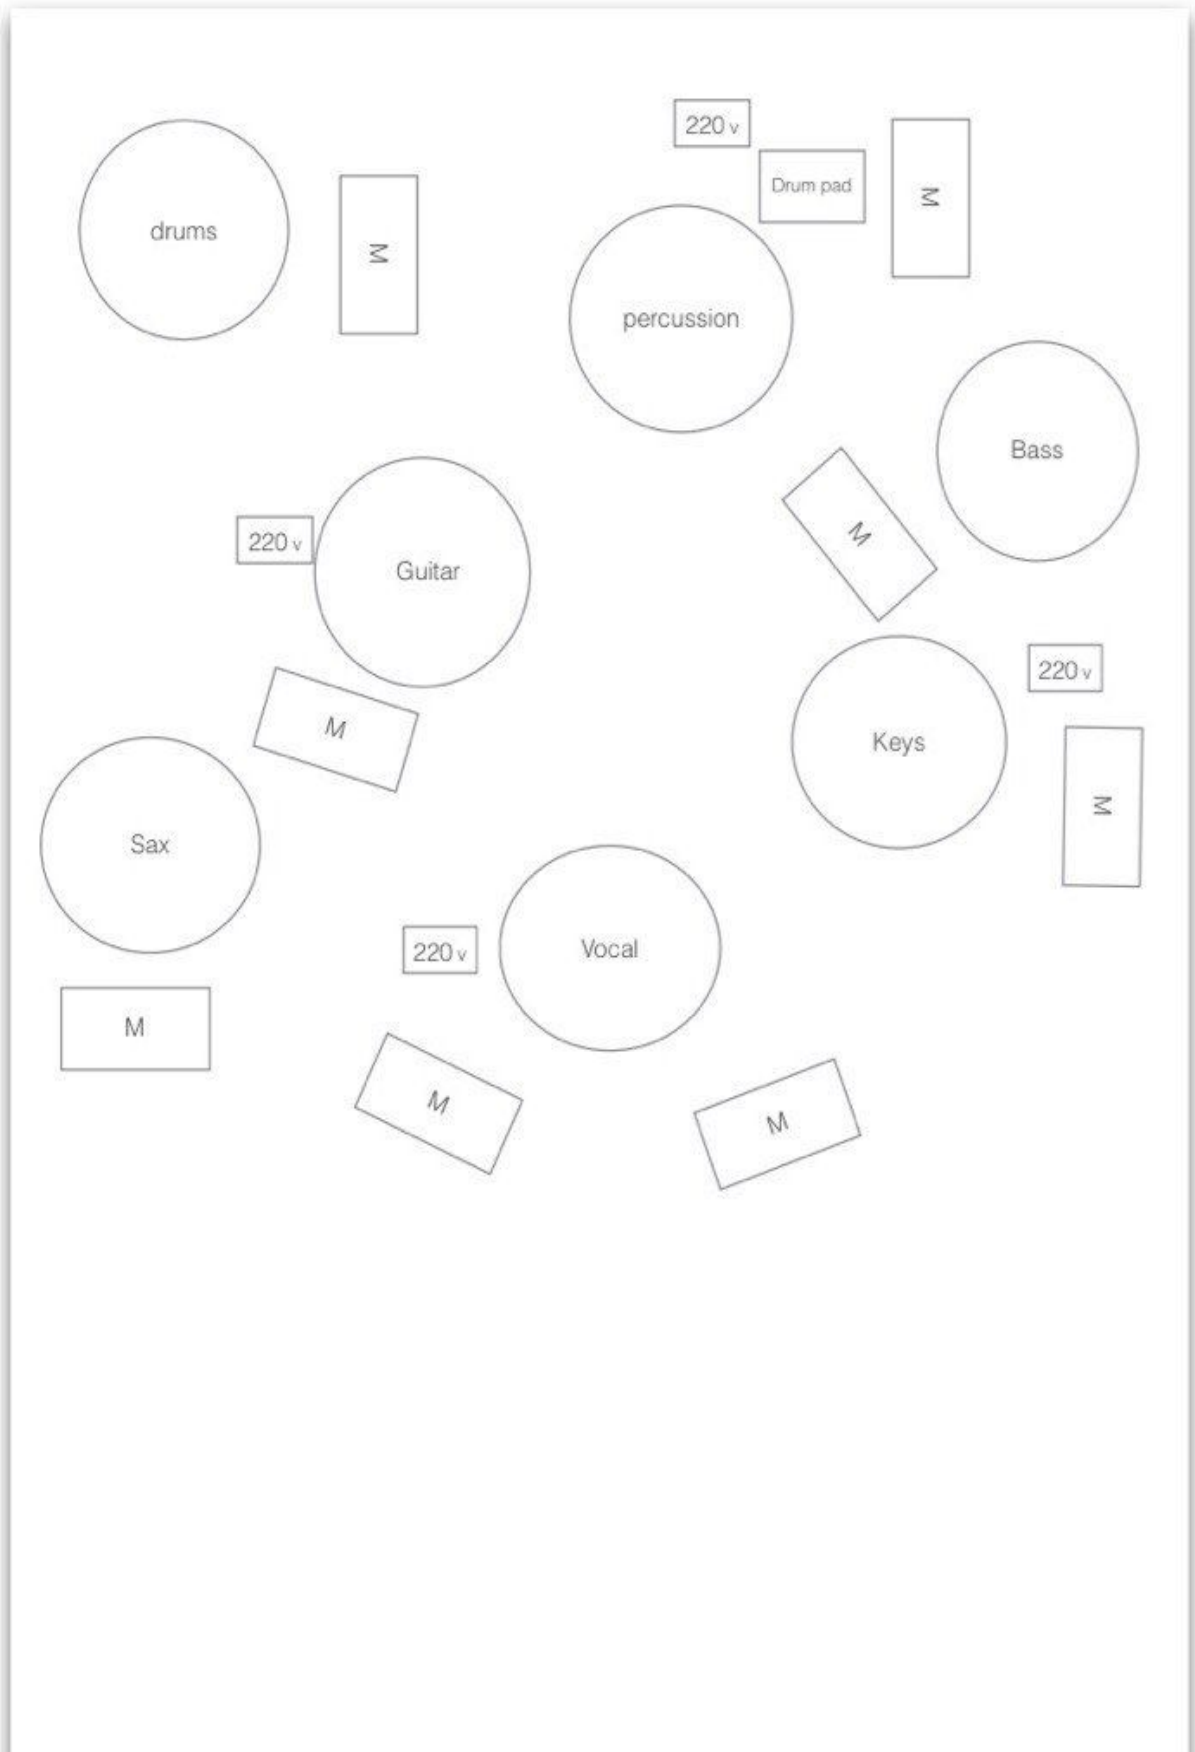 220 v
Drum pad
M
drums
M
percussion
Bass
M
220 v
Guitar
220 v
M
Keys
M
Sax
220 v
Vocal
M
M
M